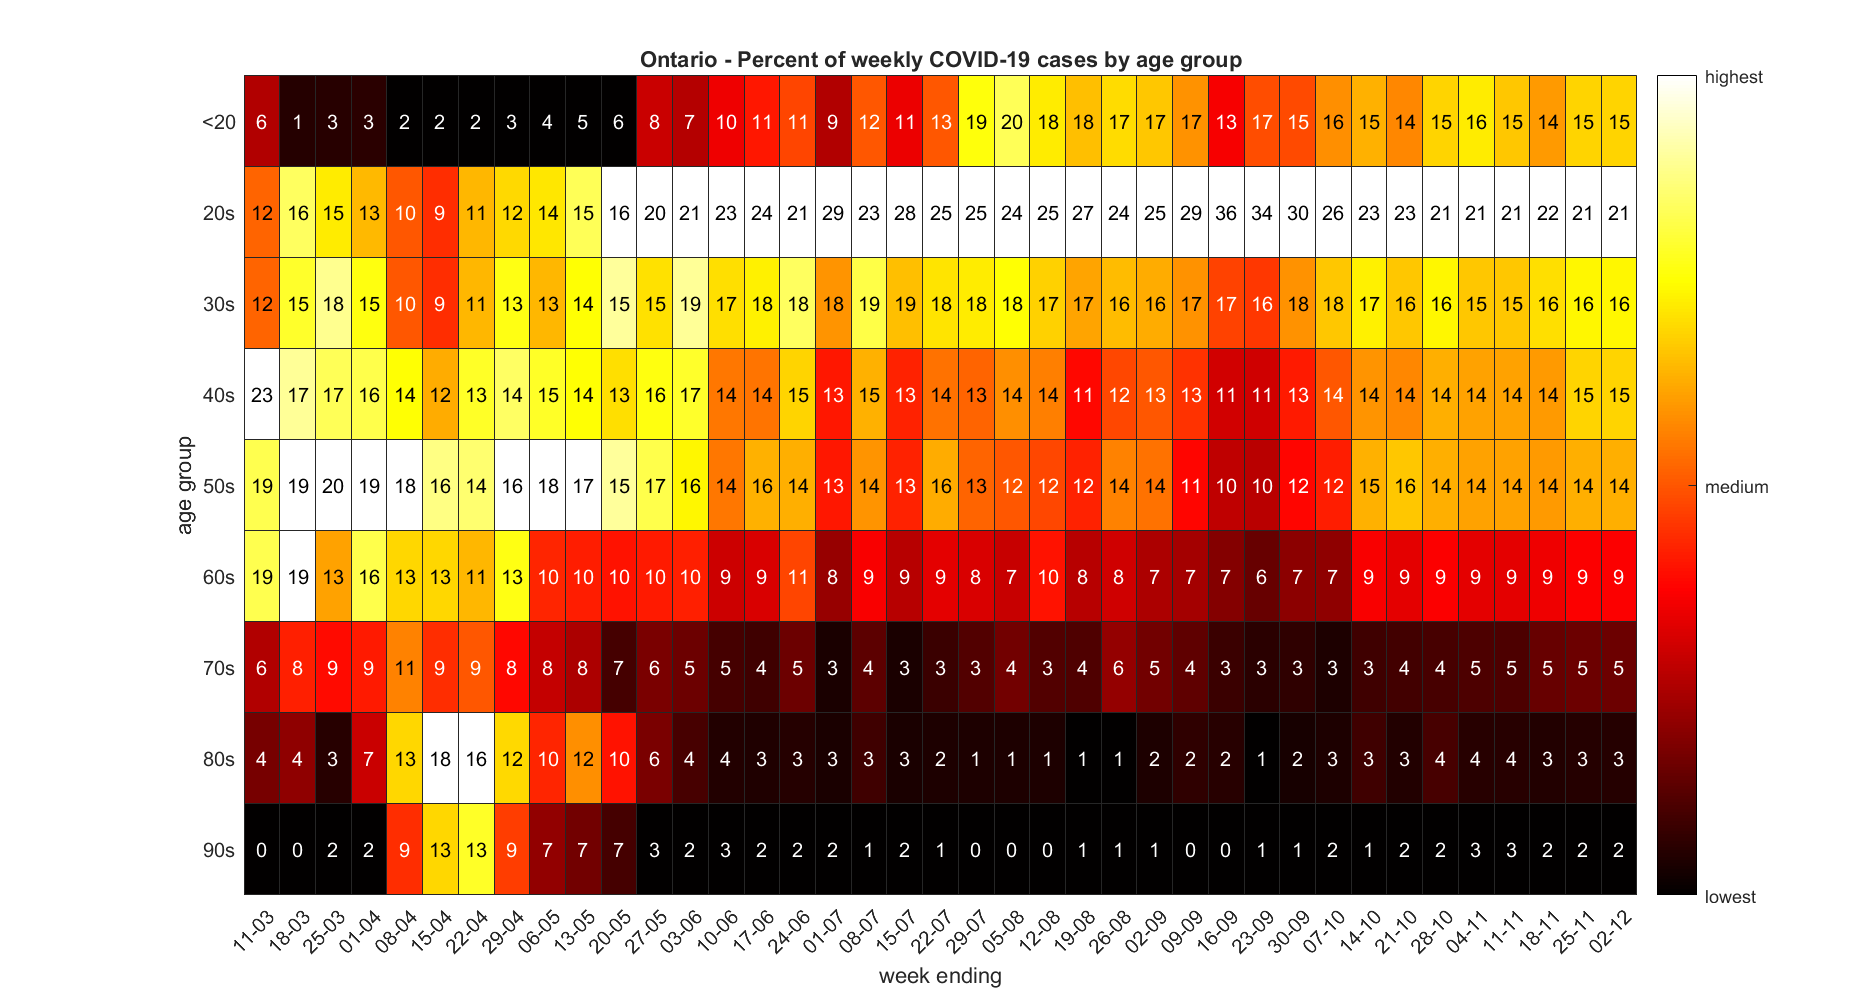 Ontario - Percent of weekly COVID-19 cases by age group
highest
<20 6 1 3 3 2 2 2 3 4 5 6 8 7 10 11 11 9 12 11 13 19 20 18 18 17 17 17 13 17 15 16 15 14 15 16 15 14 15 15
20s 12 16 15 13 10 9 11 12 14 15 16 20 21 23 24 21 29 23 28 25 25 24 25 27 24 25 29 36 34 30 26 23 23 21 21 21 22 21 21
30s 12 15 18 15 10 9 11 13 13 14 15 15 19 17 18 18 18 19 19 18 18 18 17 17 16 16 17 17 16 18 18 17 16 16 15 15 16 16 16
40s 23 17 17 16 14 12 13 14 15 14 13 16 17 14 14 15 13 15 13 14 13 14 14 11 12 13 13 11 11 13 14 14 14 14 14 14 14 15 15
age group
50s 19 19 20 19 18 16 14 16 18 17 15 17 16 14 16 14 13 14 13 16 13 12 12 12 14 14 11 10 10 12 12 15 16 14 14 14 14 14 14
medium
60s 19 19 13 16 13 13 11 13 10 10 10 10 10 9 9 11 8 9 9 9 8 7 10 8 8 7 7 7 6 7 7 9 9 9 9 9 9 9 9
70s 6 8 9 9 11 9 9 8 8 8 7 6 5 5 4 5 3 4 3 3 3 4 3 4 6 5 4 3 3 3 3 3 4 4 5 5 5 5 5
80s 4 4 3 7 13 18 16 12 10 12 10 6 4 4 3 3 3 3 3 2 1 1 1 1 1 2 2 2 1 2 3 3 3 4 4 4 3 3 3
90s 0 0 2 2 9 13 13 9 7 7 7 3 2 3 2 2 2 1 2 1 0 0 0 1 1 1 0 0 1 1 2 1 2 2 3 3 2 2 2
lowest
11-03 18-03 25-03 01-04 08-04 15-04 22-04 29-04 06-05 13-05 20-05 27-05 03-06 10-06 17-06 24-06 01-07 08-07 15-07 22-07 29-07 05-08 12-08 19-08 26-08 02-09 09-09 16-09 23-09 30-09 07-10 14-10 21-10 28-10 04-11 11-11 18-11 25-11 02-12
week ending